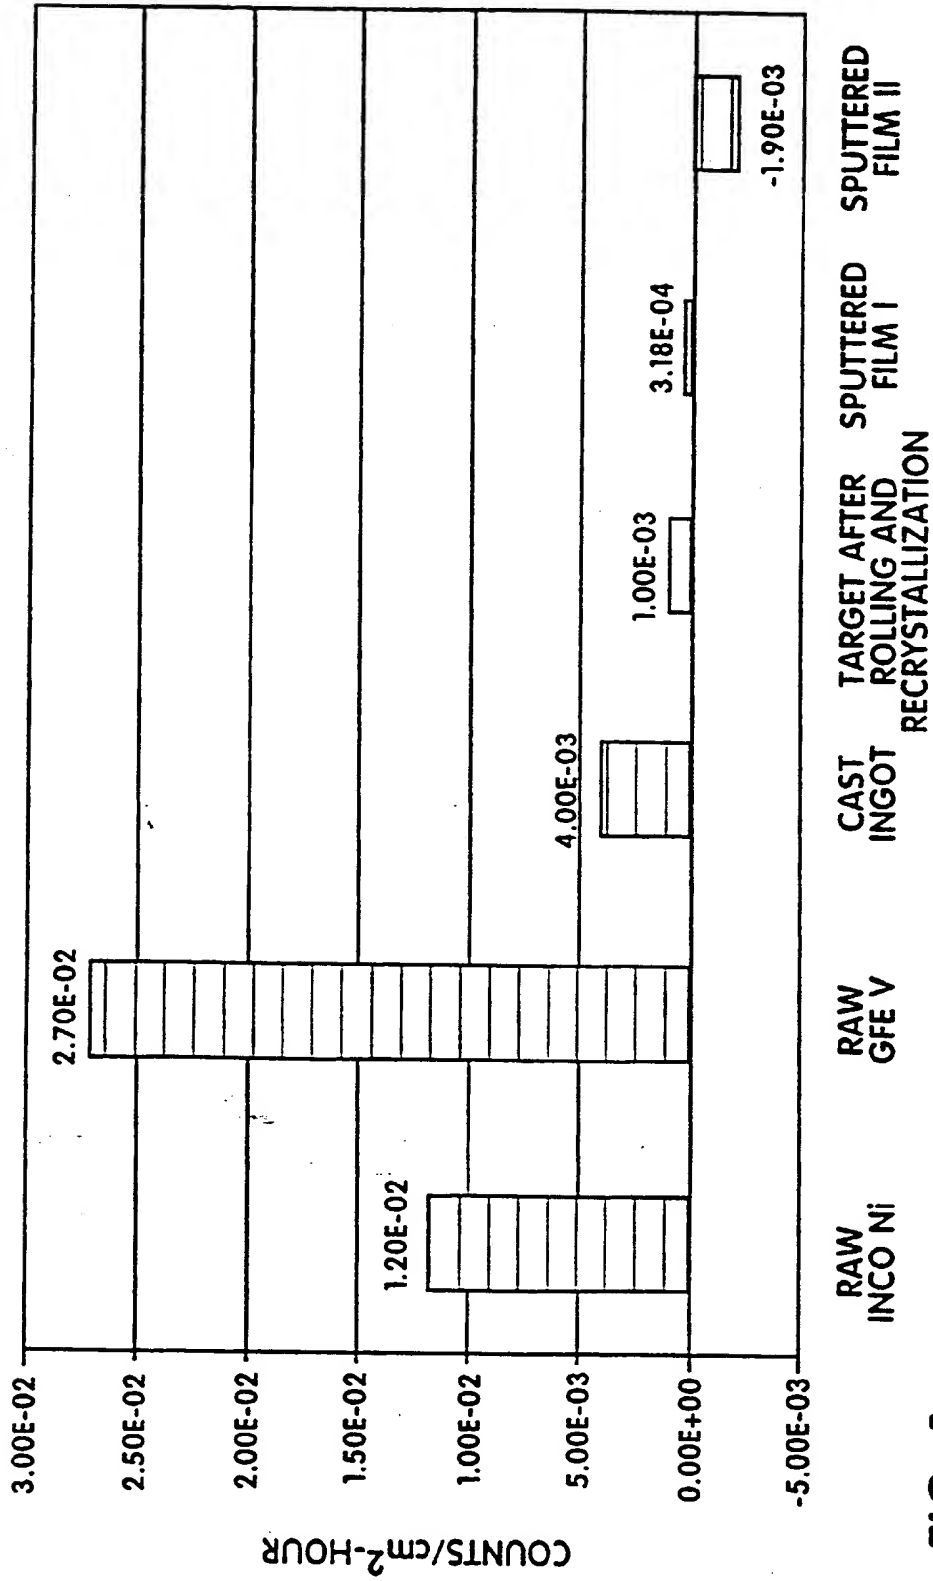 COUNTS/cm²-HOUR
3.00E-02
2.50E-02
2.00E-02
1.50E-02
1.00E-02
5.00E-03
0.00E+00
-5.00E-03
1.20E-02
2.70E-02
4.00E-03
1.00E-03
3.18E-04
-1.90E-03
RAW
INCO Ni
RAW
GFE V
CAST
INGOT
TARGET AFTER
ROLLING AND
RECRYSTALLIZATION
SPUTTERED
FILM I
SPUTTERED
FILM II